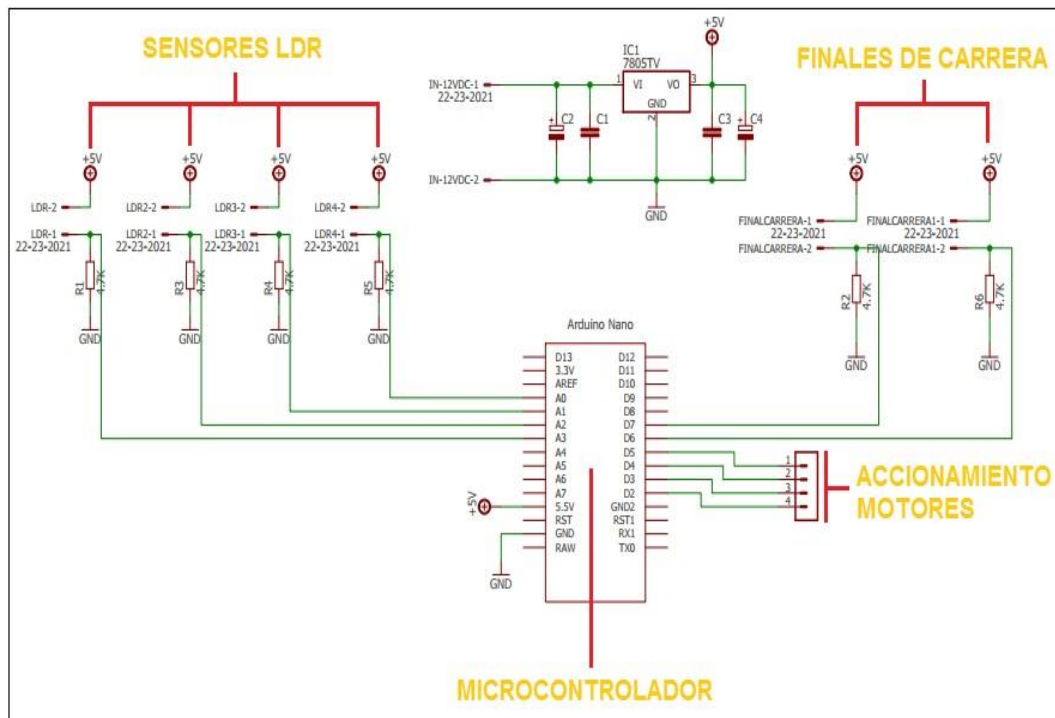 SENSORES LDR
FINALES DE CARRERA
+5V
IC1
7805TV
IN-12VDC-1
22-23-2021
1
VI
VO
3
GND
2
C2
C1
C3
C4
IN-12VDC-2
GND
+5V
+5V
+5V
+5V
LDR-2
LDR2-2
LDR3-2
LDR4-2
LDR-1
LDR2-1
LDR3-1
LDR4-1
22-23-2021
22-23-2021
22-23-2021
22-23-2021
R1
4.7K
R3
4.7K
R4
4.7K
R5
4.7K
GND
GND
GND
GND
+5V
+5V
FINALCARRERA-1
FINALCARRERA1-1
22-23-2021
22-23-2021
FINALCARRERA-2
FINALCARRERA1-2
R2
4.7K
R6
4.7K
GND
GND
Arduino Nano
D13 D12
3.3V D11
AREF D10
A0 D9
A1 D8
A2 D7
A3 D6
A4 D5
A5 D4
A6 D3
A7 D2
5.5V GND2
RST RST1
GND RX1
RAW TX0
+5V
GND
1
2
3
4
ACCIONAMIENTO
MOTORES
MICROCONTROLADOR